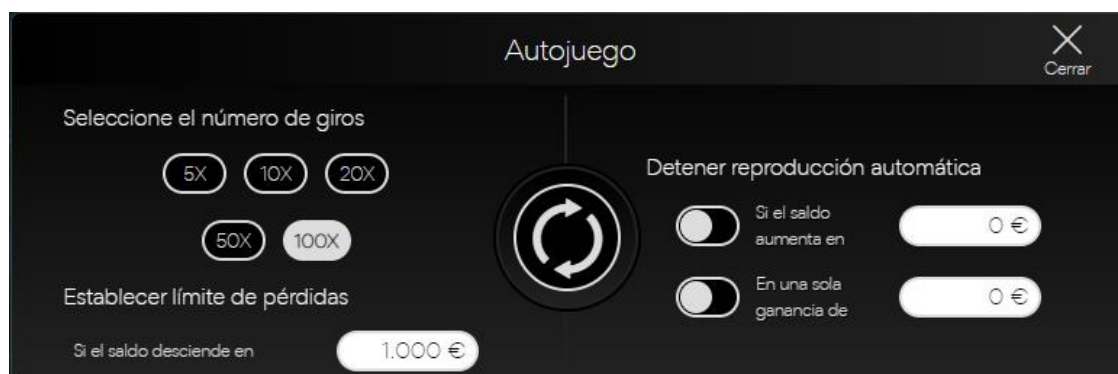 Autojuego
Cerrar
Seleccione el número de giros
5X 10X 20X
50X 100X
Establecer límite de pérdidas
Si el saldo desciende en 1.000 €
Detener reproducción automática
Si el saldo
aumenta en
0 €
En una sola
ganancia de
0 €